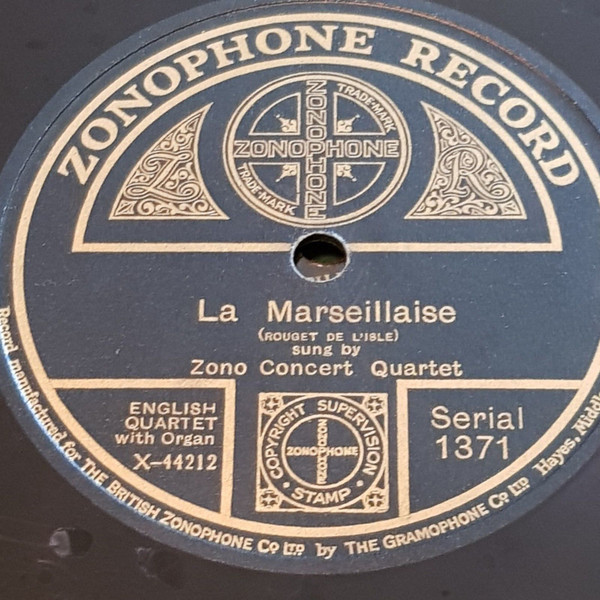 ZONOPHONE RECORD
Z
R
TRADE-MARK
ZONOPHONE
ZONOPHONE
TRADE-MARK
La Marseillaise
(ROUGET DE L'ISLE)
sung by
Zono Concert Quartet
ENGLISH
QUARTET
with Organ
X-44212
COPYRIGHT SUPERVISION
ZONOPHONE
ZONOPHONE
STAMP
Serial
1371
Record manufactured for THE BRITISH ZONOPHONE Co LTD by THE GRAMOPHONE Co LTD Hayes,